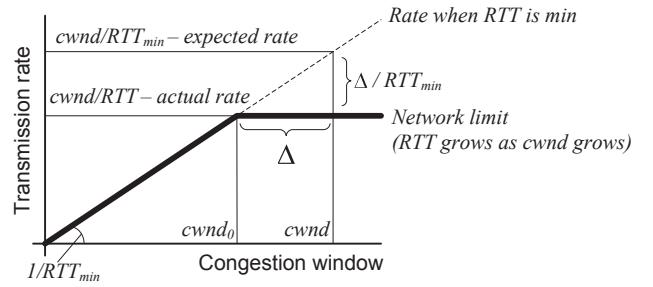 Rate when RTT is min
cwnd/RTTmin – expected rate
Δ / RTTmin
cwnd/RTT – actual rate
Network limit
(RTT grows as cwnd grows)
Δ
Transmission rate
cwnd0
cwnd
1/RTTmin
Congestion window